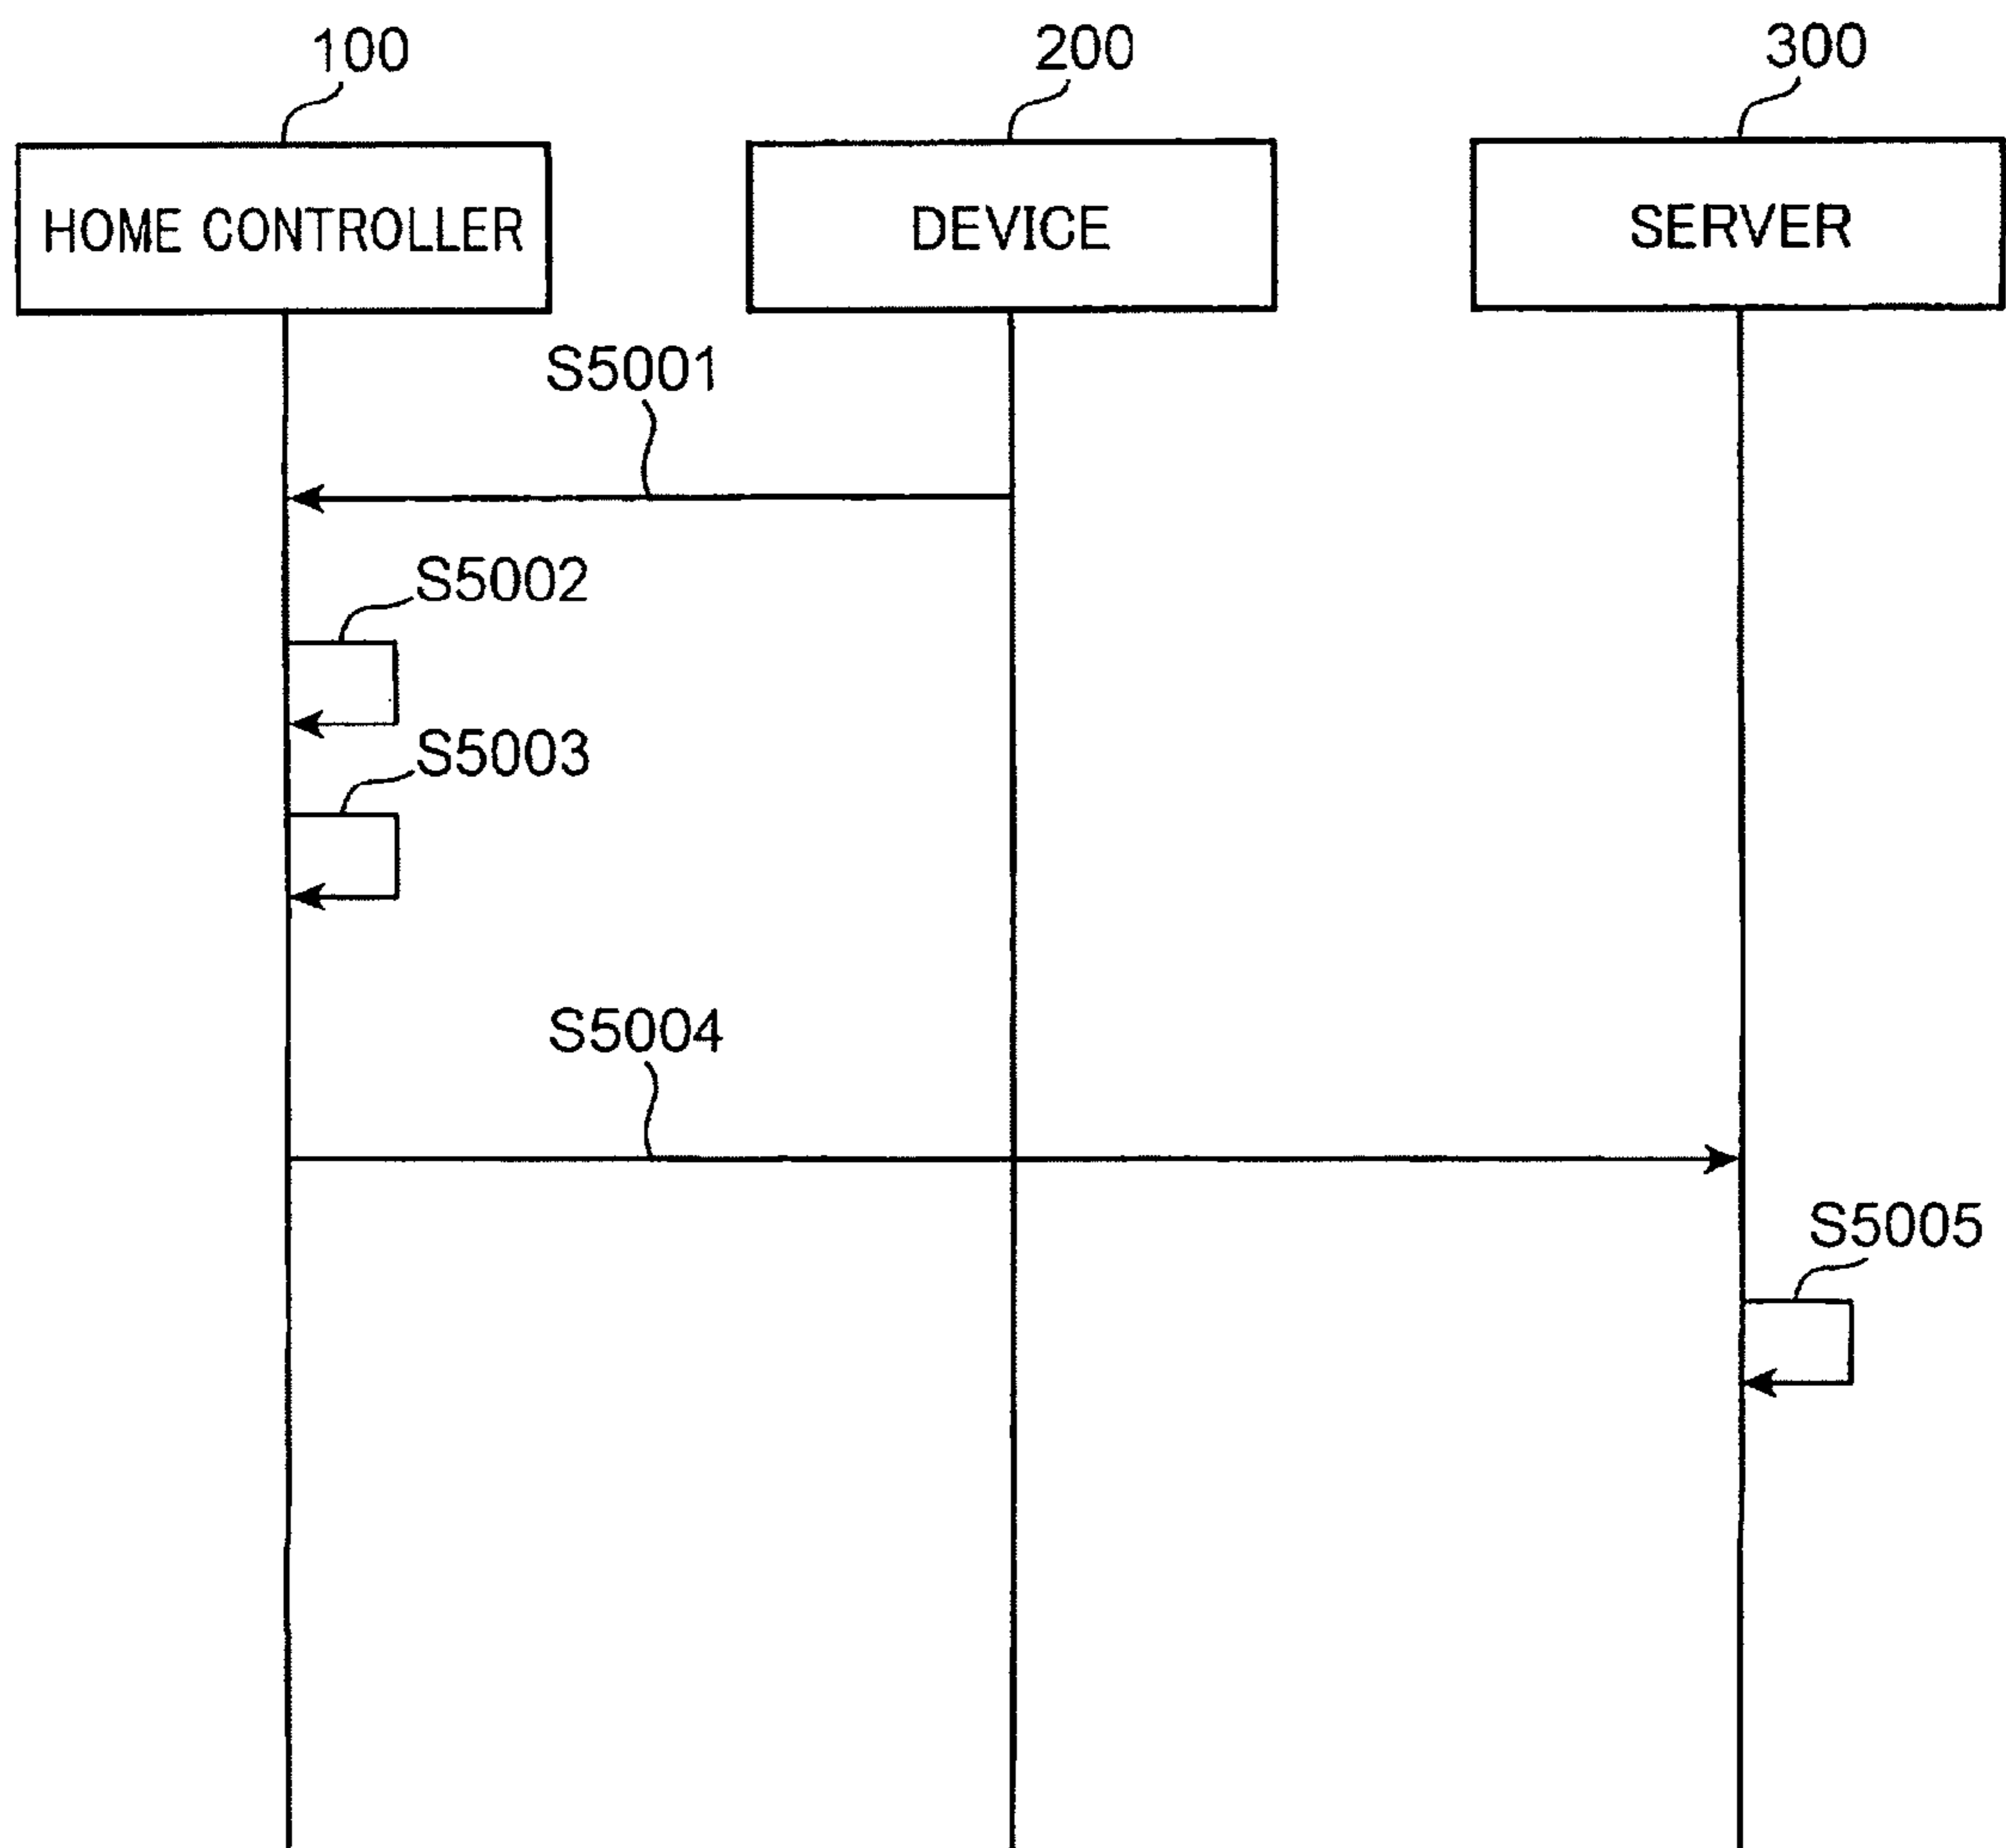 100
200
300
HOME CONTROLLER
DEVICE
SERVER
S5001
S5002
S5003
S5004
S5005